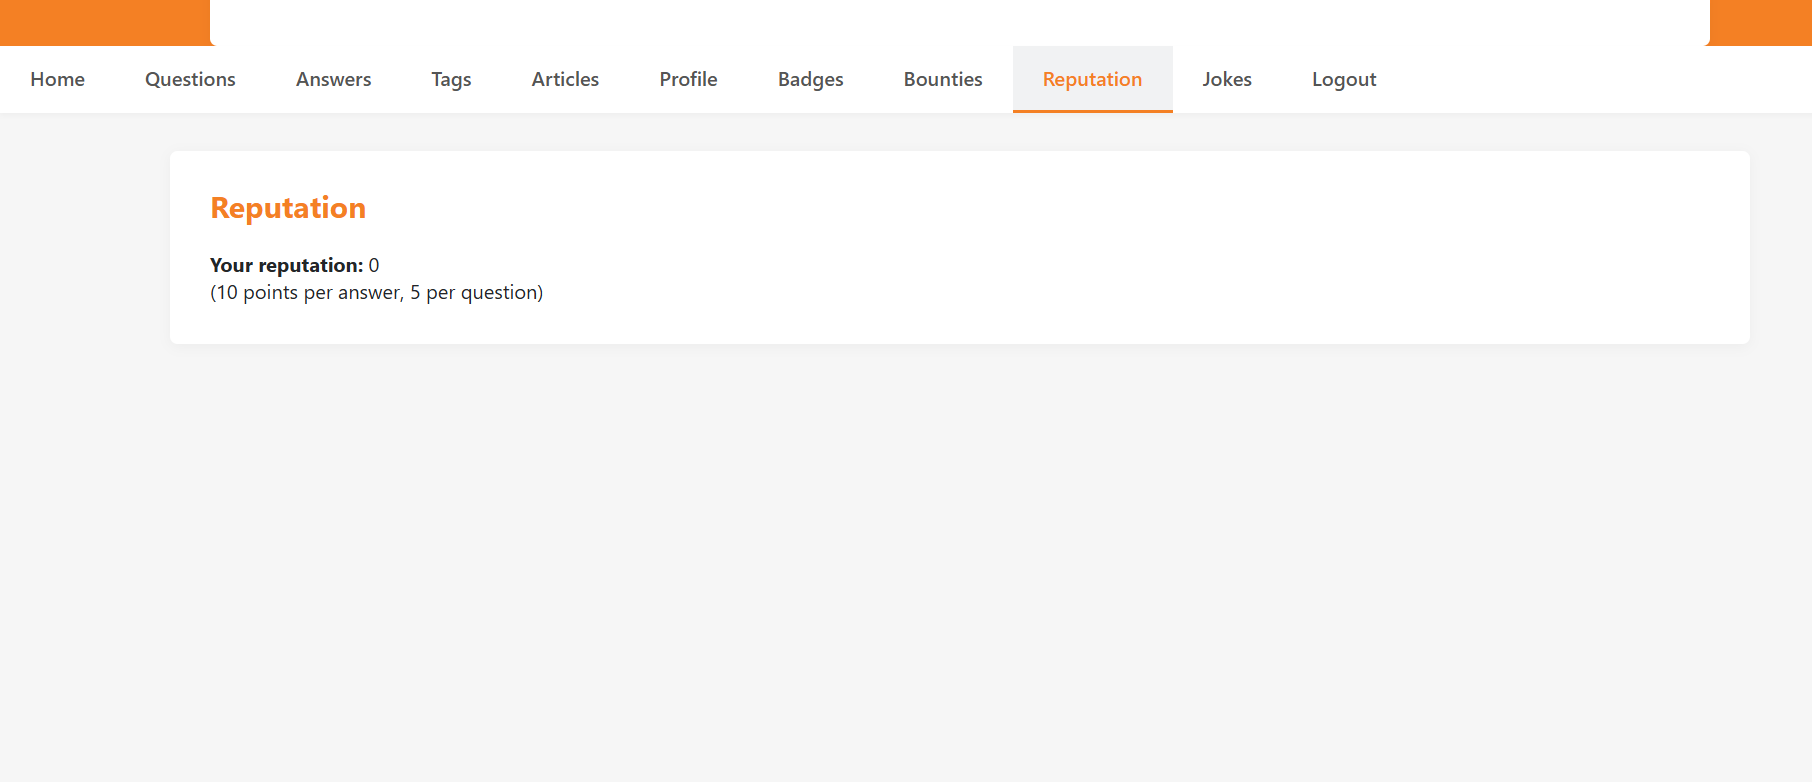 Home Questions Answers Tags Articles Profile Badges Bounties Reputation Jokes Logout
Reputation
Your reputation: 0
(10 points per answer, 5 per question)